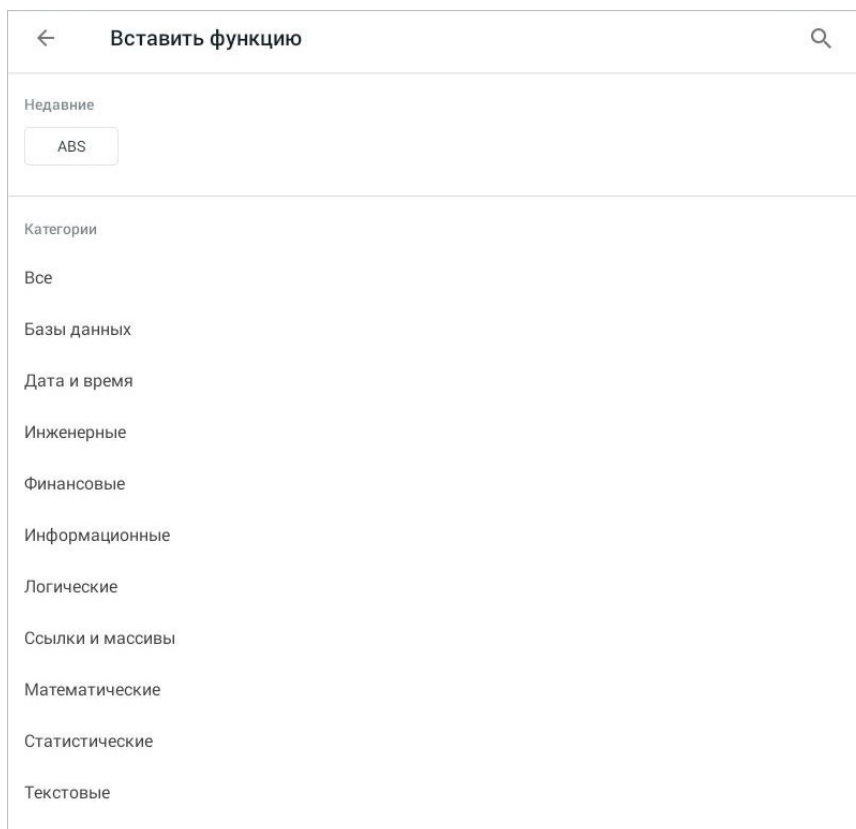 Вставить функцию
Недавние
ABS
Категории
Все
Базы данных
Дата и время
Инженерные
Финансовые
Информационные
Логические
Ссылки и массивы
Математические
Статистические
Текстовые